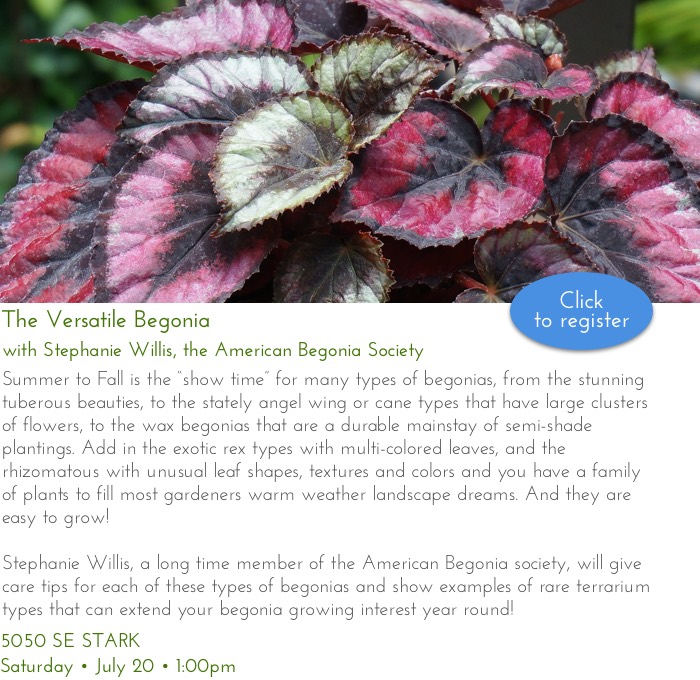 Click
to register
The Versatile Begonia
with Stephanie Willis, the American Begonia Society
Summer to Fall is the "show time" for many types of begonias, from the stunning
tuberous beauties, to the stately angel wing or cane types that have large clusters
of flowers, to the wax begonias that are a durable mainstay of semi-shade
plantings. Add in the exotic rex types with multi-colored leaves, and the
rhizomatous with unusual leaf shapes, textures and colors and you have a family
of plants to fill most gardeners warm weather landscape dreams. And they are
easy to grow!
Stephanie Willis, a long time member of the American Begonia society, will give
care tips for each of these types of begonias and show examples of rare terrarium
types that can extend your begonia growing interest year round!
5050 SE STARK
Saturday • July 20 • 1:00pm